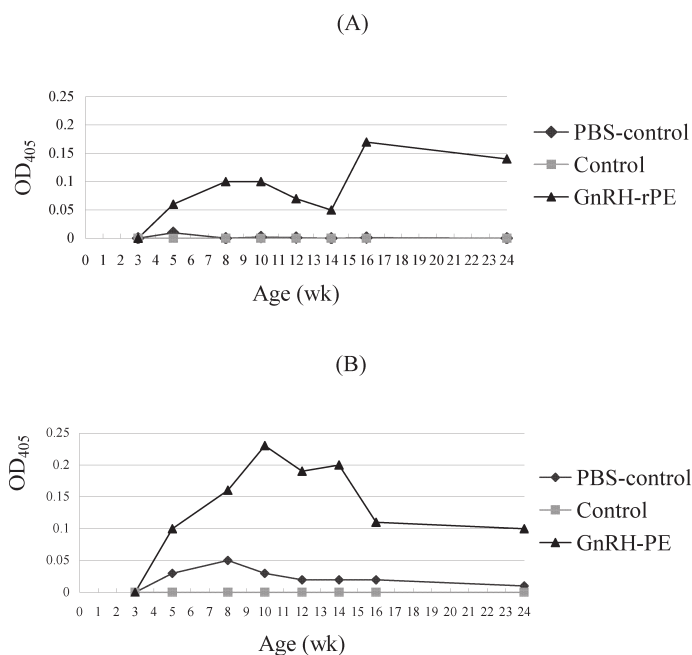 (A)
0.25
0.2
0.15
0.1
0.05
0
OD405
0 1 2 3 4 5 6 7 8 9 10 11 12 13 14 15 16 17 18 19 20 21 22 23 24
Age (wk)
PBS-control
Control
GnRH-rPE
(B)
0.25
0.2
0.15
0.1
0.05
0
OD405
0 1 2 3 4 5 6 7 8 9 10 11 12 13 14 15 16 17 18 19 20 21 22 23 24
Age (wk)
PBS-control
Control
GnRH-PE